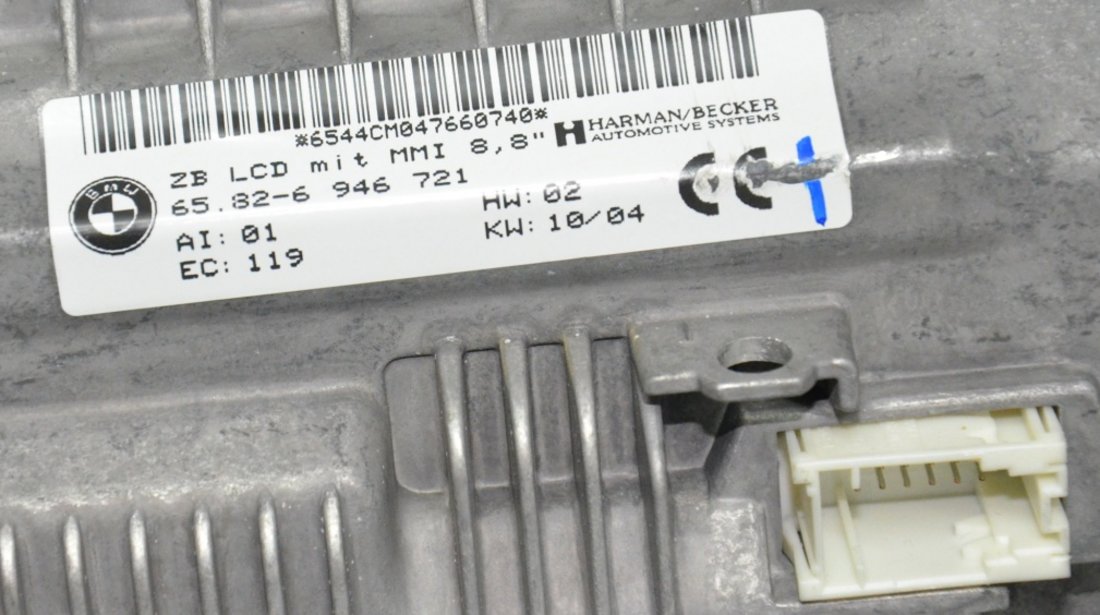 *6544CM047660740*
HARMAN/BECKER
AUTOMOTIVE SYSTEMS
ZB LCD mit MMI 8,8"
65.82-6 946 721
HW: 02
AI: 01
KW: 10/04
EC: 119
BMW
CE